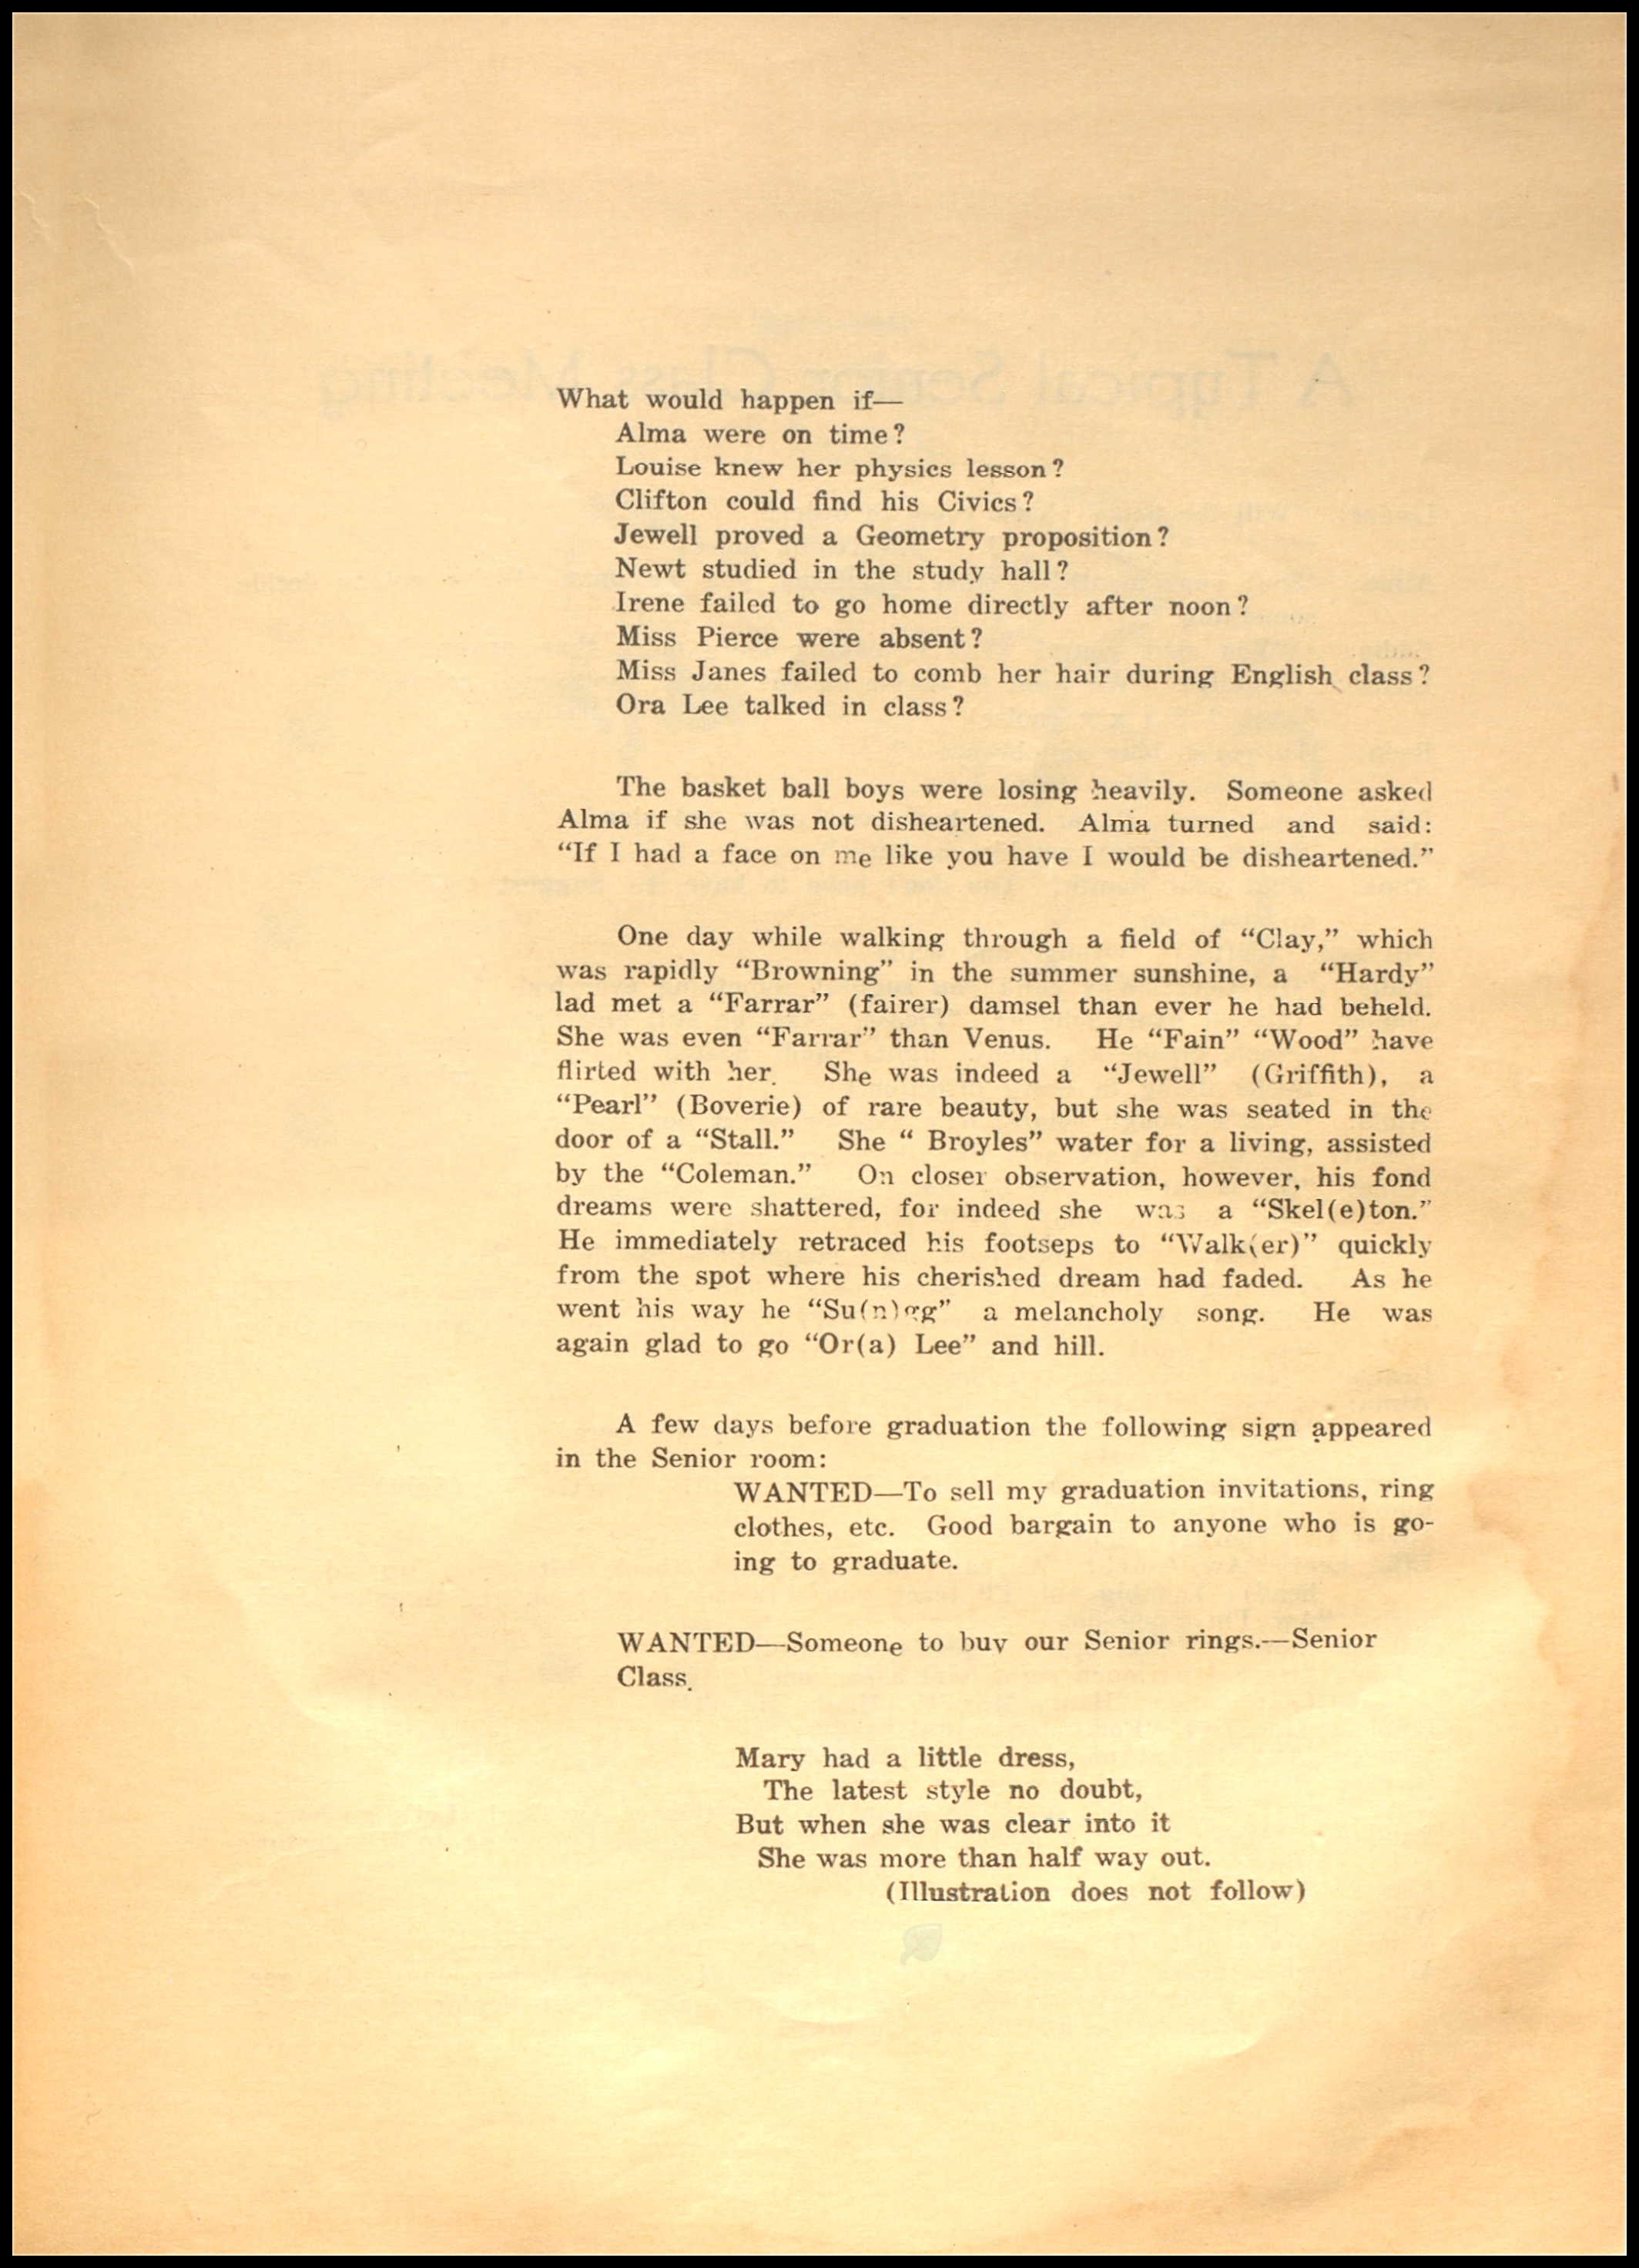 What would happen if—
Alma were on time?
Louise knew her physics lesson?
Clifton could find his Civics?
Jewell proved a Geometry proposition?
Newt studied in the study hall?
Irene failed to go home directly after noon?
Miss Pierce were absent?
Miss Janes failed to comb her hair during English class?
Ora Lee talked in class?
The basket ball boys were losing heavily. Someone asked
Alma if she was not disheartened. Alma turned and said:
“If I had a face on me like you have I would be disheartened.”
One day while walking through a field of “Clay,” which
was rapidly “Browning” in the summer sunshine, a “Hardy”
lad met a “Farrar” (fairer) damsel than ever he had beheld.
She was even “Farrar” than Venus. He “Fain” “Wood” have
flirted with her. She was indeed a “Jewell” (Griffith), a
“Pearl” (Boverie) of rare beauty, but she was seated in the
door of a “Stall.” She “ Broyles” water for a living, assisted
by the “Coleman.” On closer observation, however, his fond
dreams were shattered, for indeed she was a “Skel(e)ton.”
He immediately retraced his footseps to “Walk(er)” quickly
from the spot where his cherished dream had faded. As he
went his way he a melancholy song. He was
again glad to go “Or(a) Lee” and hill.
A few days before graduation the following sign appeared
in the Senior room:
WANTED—To sell my graduation invitations, ring
clothes, etc. Good bargain to anyone who is go-
ing to graduate.
WANTED—Someone to buy our Senior rings.—Senior
Class.
Mary had a little dress,
The latest style no doubt,
But when she was clear into it
She was more than half way out.
(Illustration does not follow)